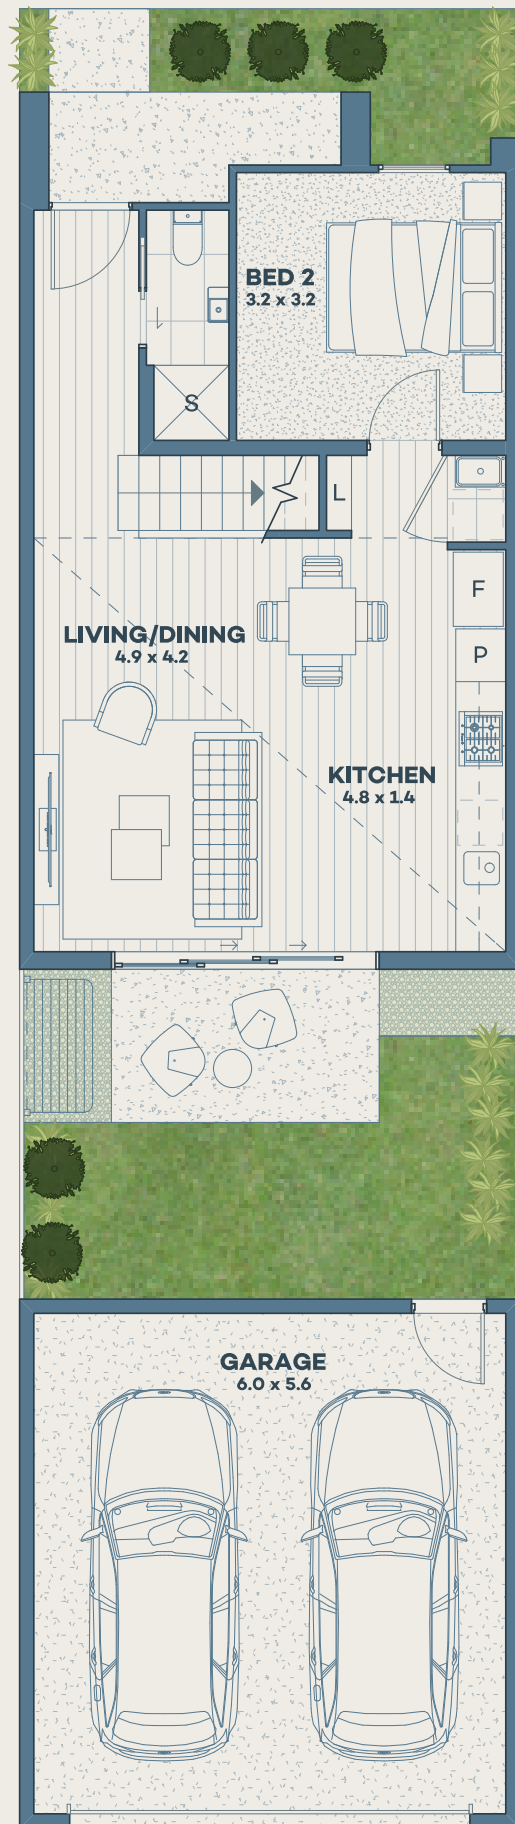 BED 2
3.2 x 3.2
S
L
F
LIVING/DINING
4.9 x 4.2
P
KITCHEN
4.8 x 1.4
GARAGE
6.0 x 5.6